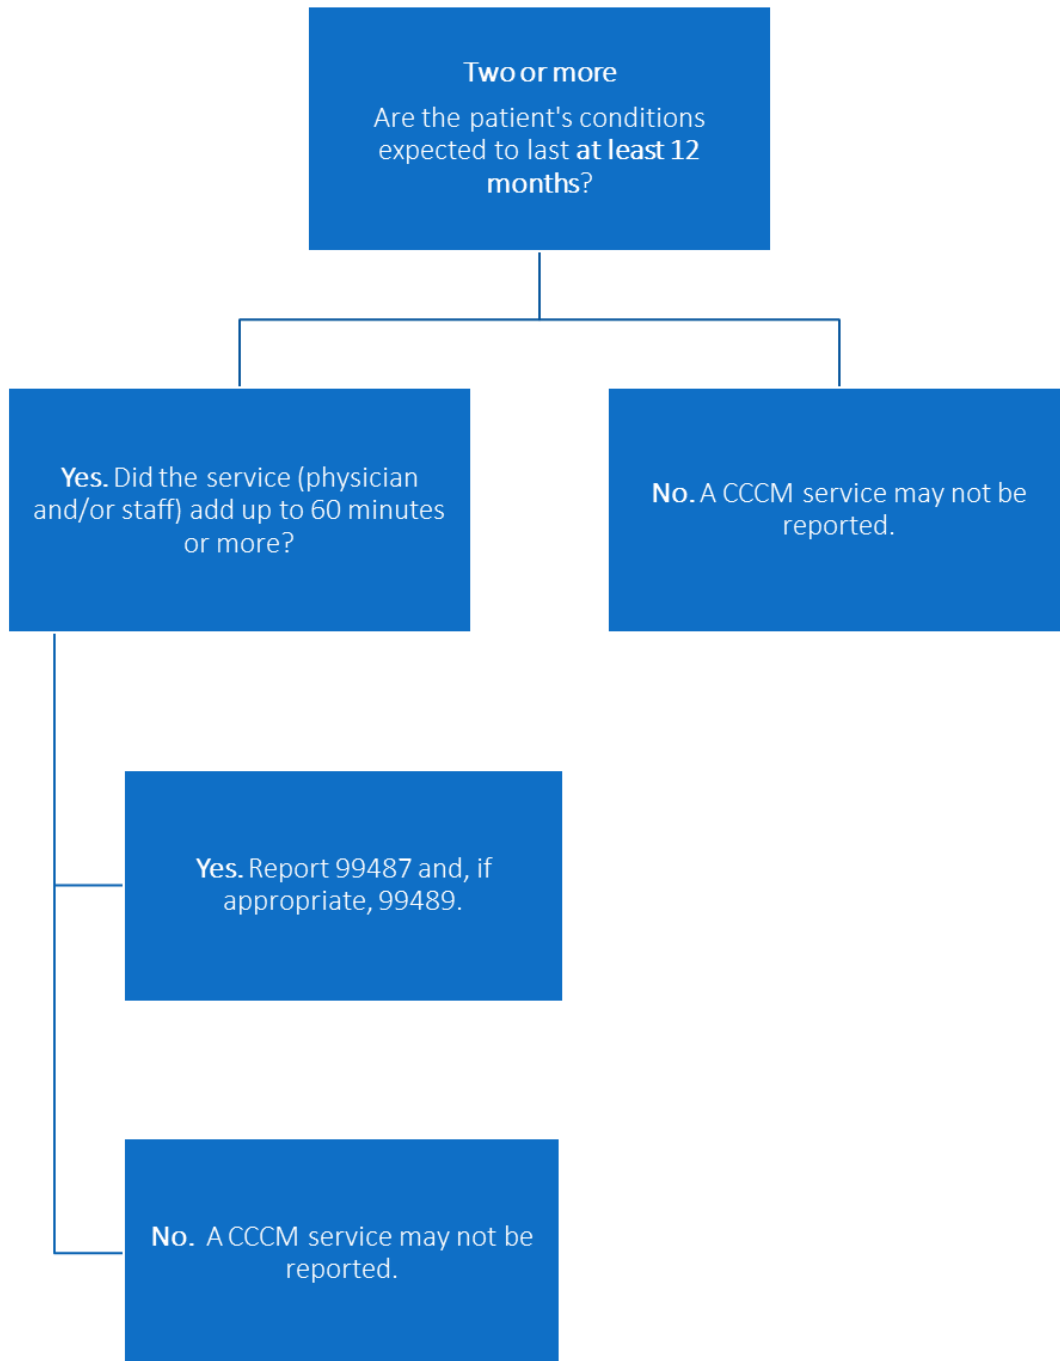 Two or more
Are the patient's conditions
expected to last at least 12
months?
Yes. Did the service (physician
and/or staff) add up to 60 minutes
or more?
No. A CCCM service may not be
reported.
Yes. Report 99487 and, if
appropriate, 99489.
No. A CCCM service may not be
reported.